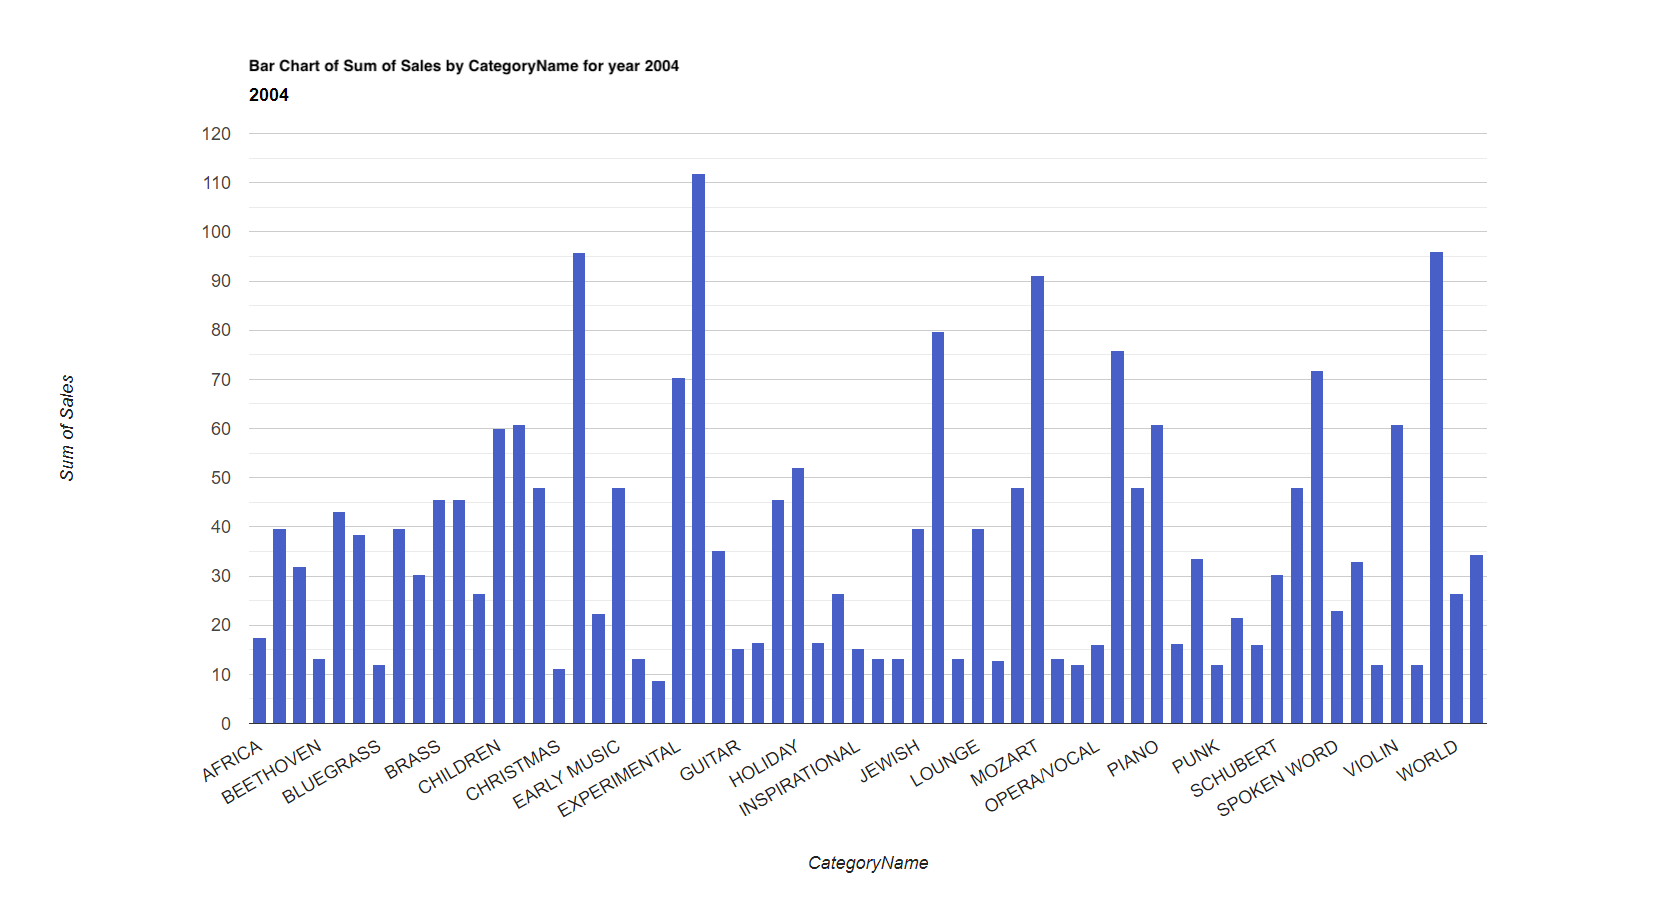 Bar Chart of Sum of Sales by CategoryName for year 2004
2004
120
110
100
90
80
70
60
50
40
30
20
10
0
Sum of Sales
AFRICA
BEETHOVEN
BLUEGRASS
BRASS
CHILDREN
CHRISTMAS
EARLY MUSIC
EXPERIMENTAL
GUITAR
HOLIDAY
INSPIRATIONAL
JEWISH
LOUNGE
MOZART
OPERA/VOCAL
PIANO
PUNK
SCHUBERT
SPOKEN WORD
VIOLIN
WORLD
CategoryName